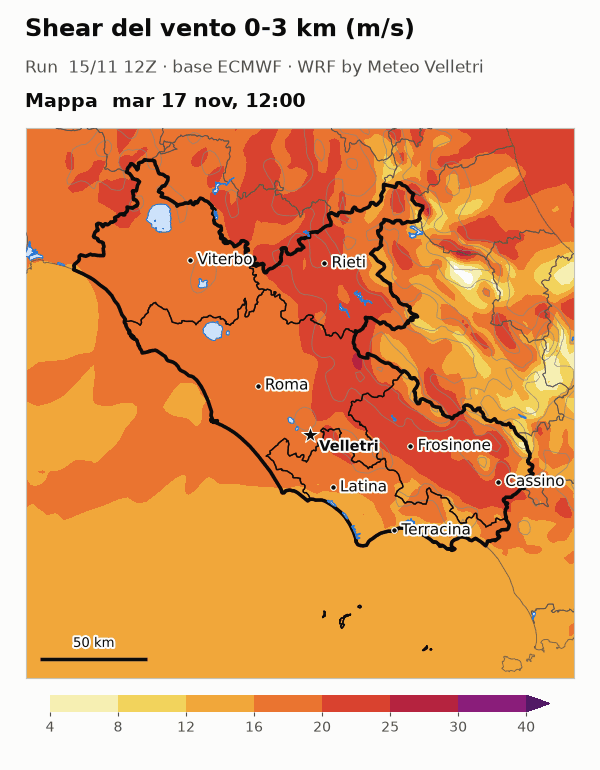 Shear del vento 0-3 km (m/s)
Run 15/11 12Z · base ECMWF · WRF by Meteo Velletri
Mappa mar 17 nov, 12:00
Viterbo
Rieti
Roma
Velletri
Frosinone
Latina
Cassino
Terracina
50 km
4 8 12 16 20 25 30 40